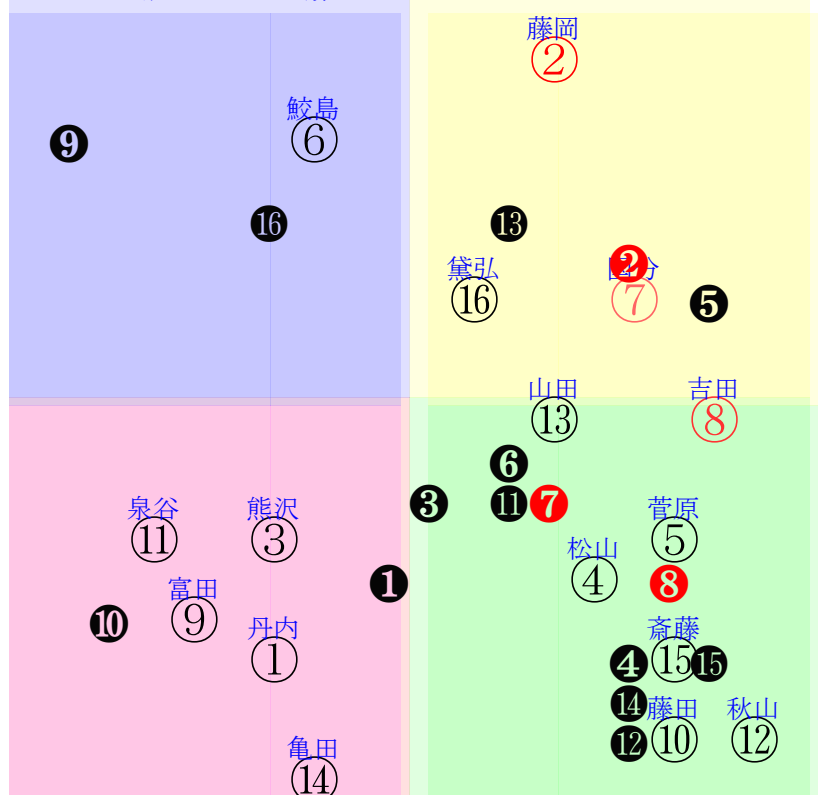 藤岡
②
鮫島
⑥
❾
⓰
⓭
❷
黛弘
⑯
国分
⑦
❺
山田
⑬
吉田
⑧
❻
❸
⓫
❼
泉谷
⑪
熊沢
③
菅原
⑤
松山
④
❶
❽
富田
⑨
❿
丹内
①
斎藤
⑮
❹
⓯
⓮
藤田
⑩
秋山
⑫
⓬
亀田
⑭